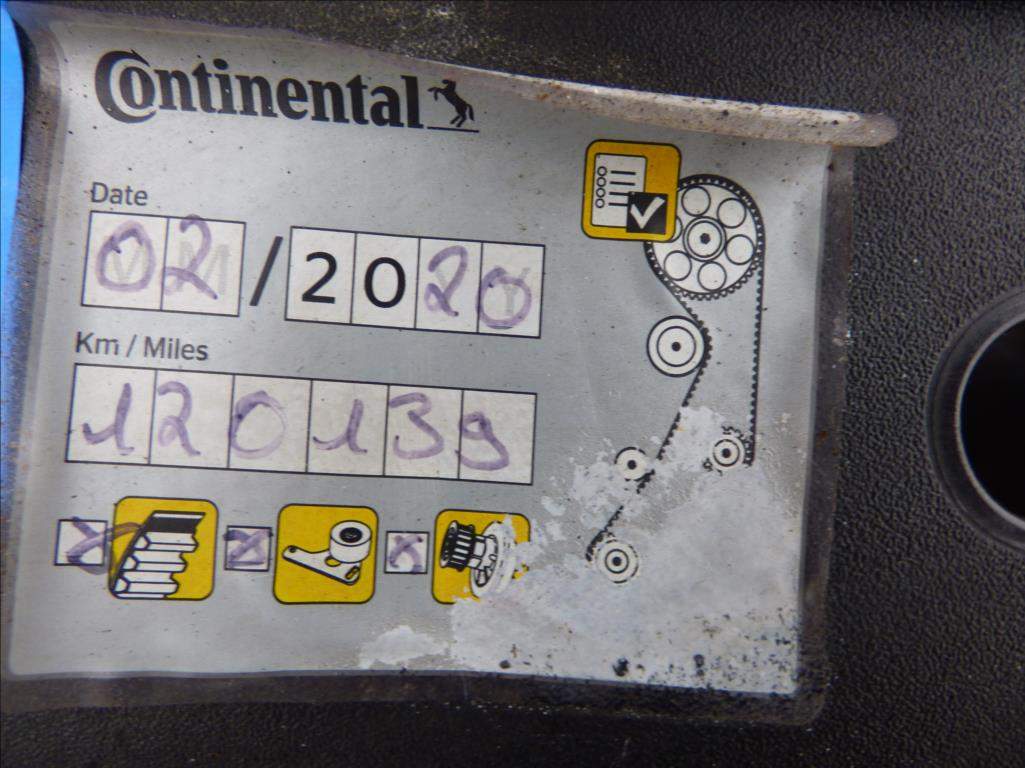 Continental
Date
02/2020
Km / Miles
120139
X X X